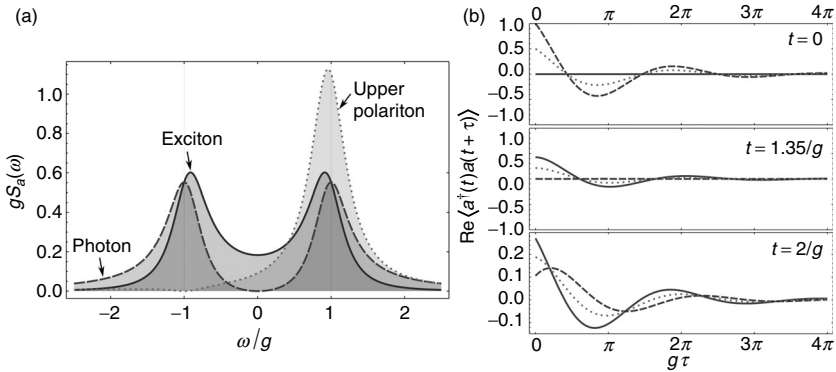 (a)
1.0
0.8
0.6
0.4
0.2
0.0
gSₐ(ω)
Exciton
Upper
polariton
Photon
−2 −1 0 1 2
ω/g
(b)
0 π 2π 3π 4π
1.0
0.5
0.0
−0.5
−1.0
t = 0
1.0
0.5
0.0
−0.5
−1.0
t = 1.35/g
0.2
0.1
0.0
−0.1
t = 2/g
Re⟨a†(t)a(t + τ)⟩
0 π 2π 3π 4π
gτ